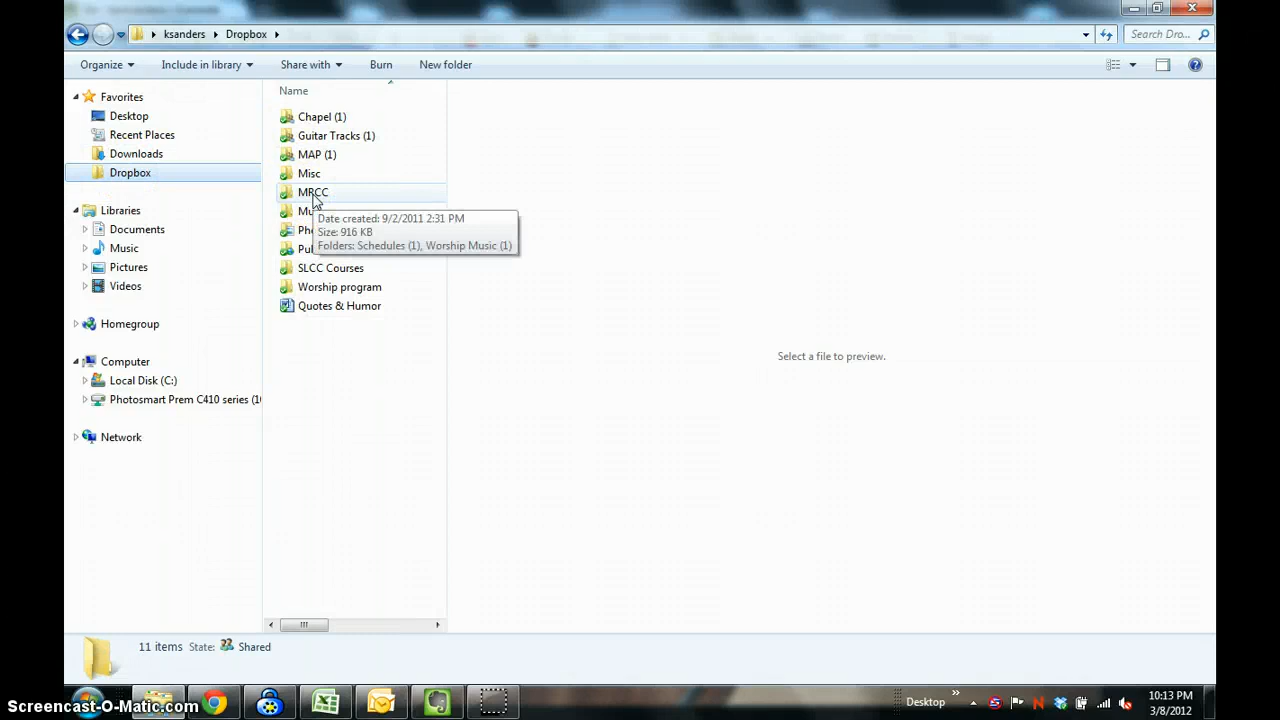 ksanders Dropbox
Search Dro...
Organize Include in library Share with Burn New folder
Favorites
Desktop
Recent Places
Downloads
Dropbox
Libraries
Documents
Music
Pictures
Videos
Homegroup
Computer
Local Disk (C:)
Photosmart Prem C410 series (1
Network
Name
Chapel (1)
Guitar Tracks (1)
MAP (1)
Misc
MRCC
Date created: 9/2/2011 2:31 PM
Size: 916 KB
Folders: Schedules (1), Worship Music (1)
SLCC Courses
Worship program
Quotes & Humor
Select a file to preview.
11 items State: Shared
Desktop
10:13 PM
3/8/2012
Screencast-O-Matic.com